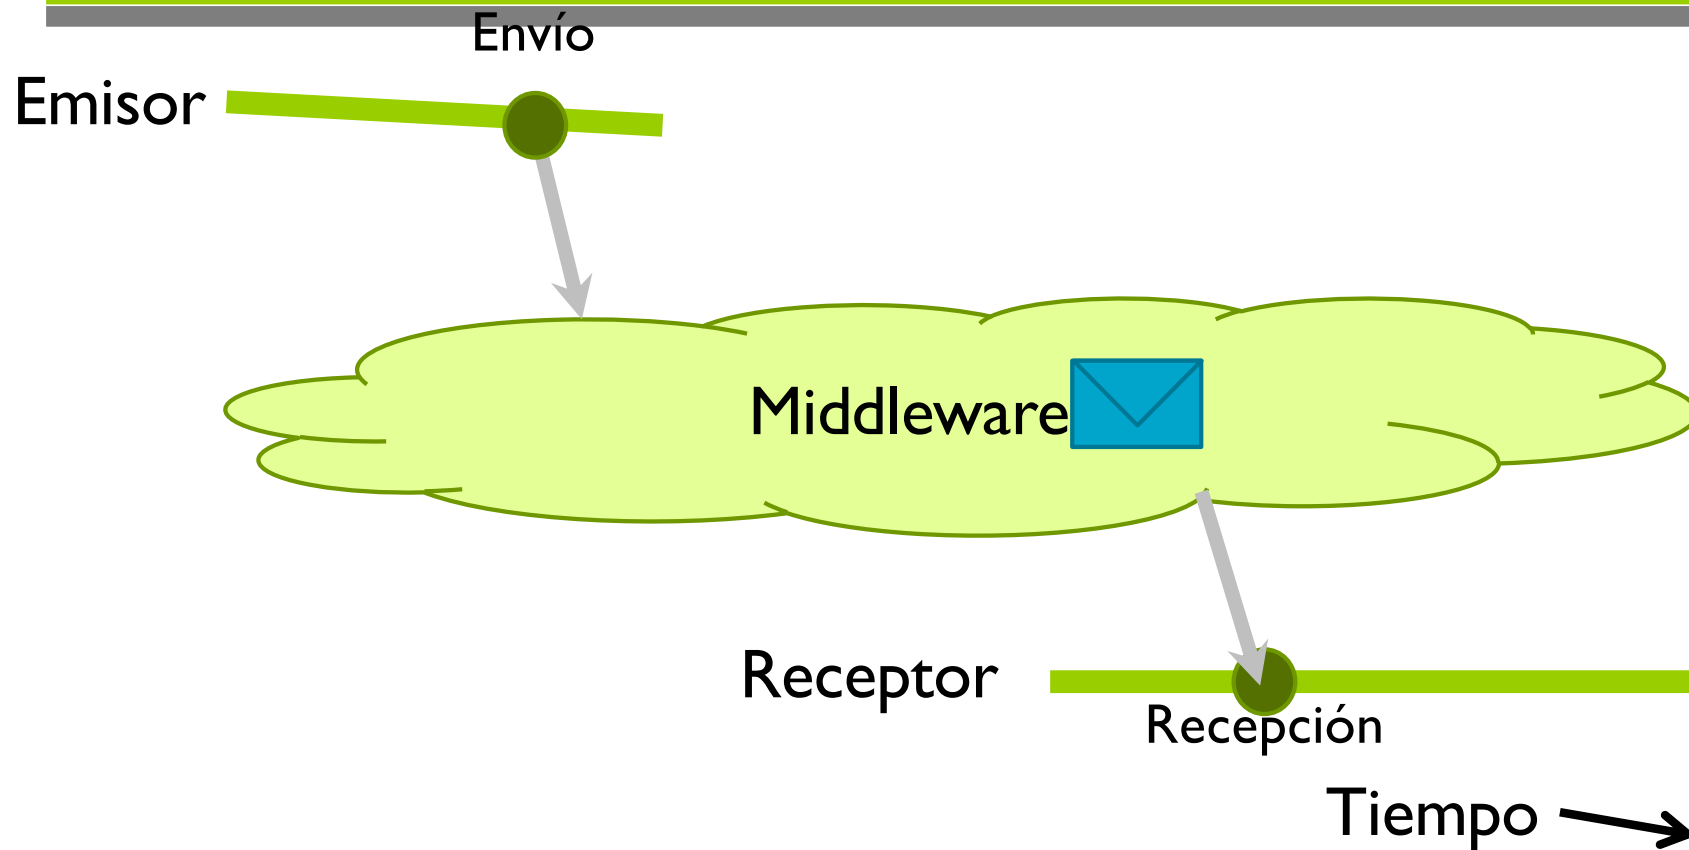 Envío
Emisor
Middleware
Receptor
Recepción
Tiempo